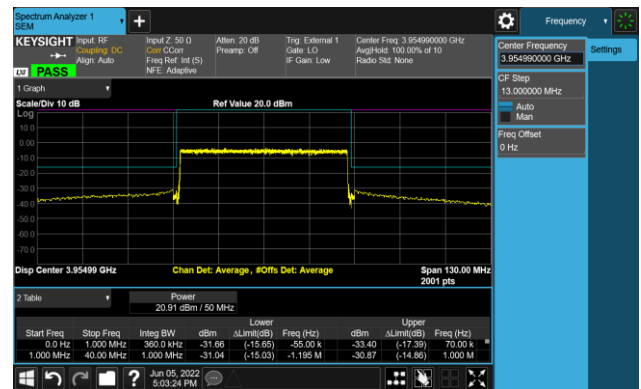 Spectrum Analyzer 1
SEM
Frequency
KEYSIGHT
Input: RF
Coupling: DC
Align: Auto
Input Z: 50 Ω
Corr CCorr
Freq Ref: Int (S)
NFE: Adaptive
Atten: 20 dB
Preamp: Off
Trig: External 1
Gate: LO
IF Gain: Low
Center Freq: 3.954990000 GHz
Avg|Hold: 100.00% of 10
Radio Std: None
LXI PASS
Center Frequency
3.954990000 GHz
Settings
CF Step
13.000000 MHz
Auto
Man
Freq Offset
0 Hz
1 Graph
Scale/Div 10 dB
Ref Value 20.0 dBm
Log
10.0
0.00
-10.0
-20.0
-30.0
-40.0
-50.0
-60.0
-70.0
Disp Center 3.95499 GHz
Chan Det: Average , #Offs Det: Average
Span 130.00 MHz
2001 pts
2 Table
Power
20.91 dBm / 50 MHz
Lower Upper
Start Freq Stop Freq Integ BW dBm ΔLimit(dB) Freq (Hz) dBm ΔLimit(dB) Freq (Hz)
0.0 Hz 1.000 MHz 360.0 kHz -31.66 (-15.65) -55.00 k -33.40 (-17.39) 70.00 k
1.000 MHz 40.00 MHz 1.000 MHz -31.04 (-15.03) -1.195 M -30.87 (-14.86) 1.000 M
Jun 05, 2022
5:03:24 PM